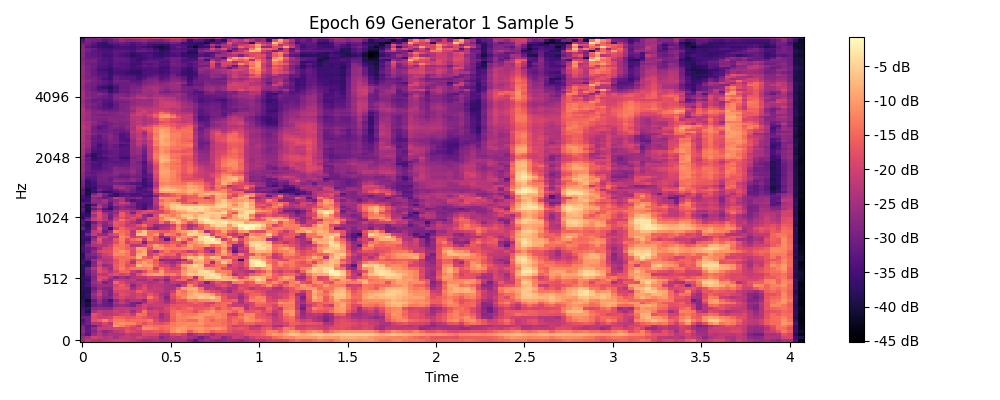 Epoch 69 Generator 1 Sample 5
Hz
4096
2048
1024
512
0
0
0.5
1
1.5
2
2.5
3
3.5
4
Time
-5 dB
-10 dB
-15 dB
-20 dB
-25 dB
-30 dB
-35 dB
-40 dB
-45 dB